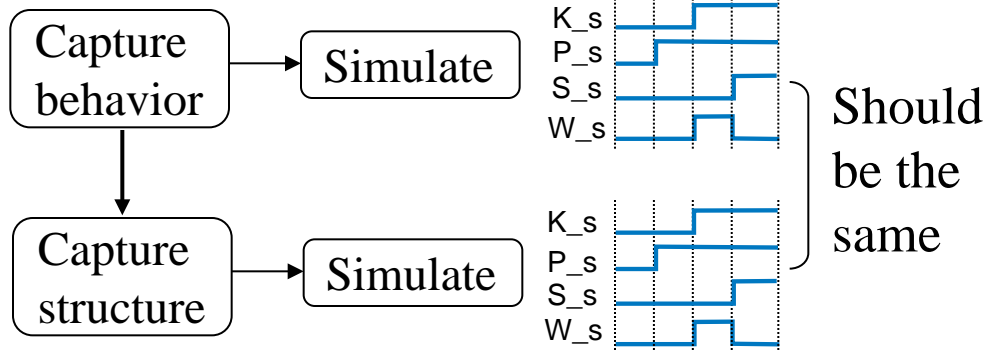 Capture
behavior
Simulate
K_s
P_s
S_s
W_s
Should
be the
same
Capture
structure
Simulate
K_s
P_s
S_s
W_s